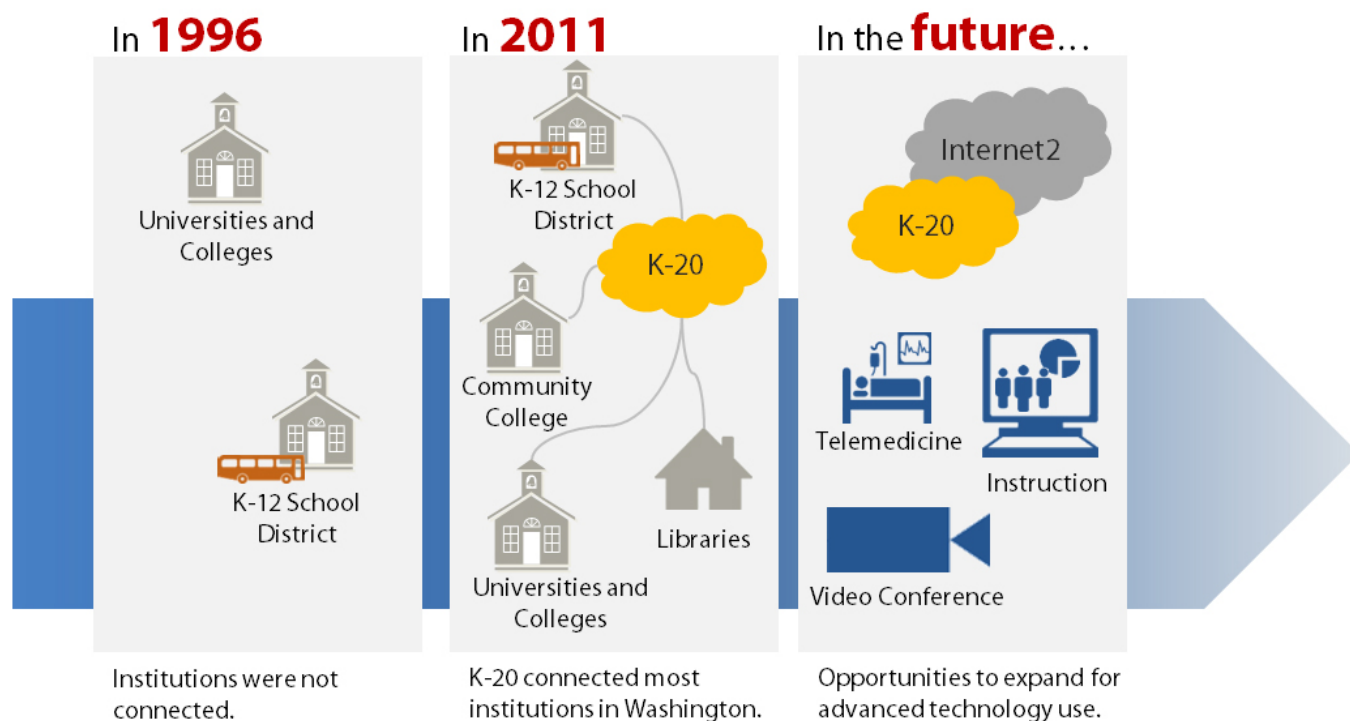 In 1996
Universities and
Colleges
K-12 School
District
Institutions were not
connected.
In 2011
K-12 School
District
K-20
Community
College
Universities and
Colleges
Libraries
K-20 connected most
institutions in Washington.
In the future...
Internet2
K-20
Telemedicine
Instruction
Video Conference
Opportunities to expand for
advanced technology use.